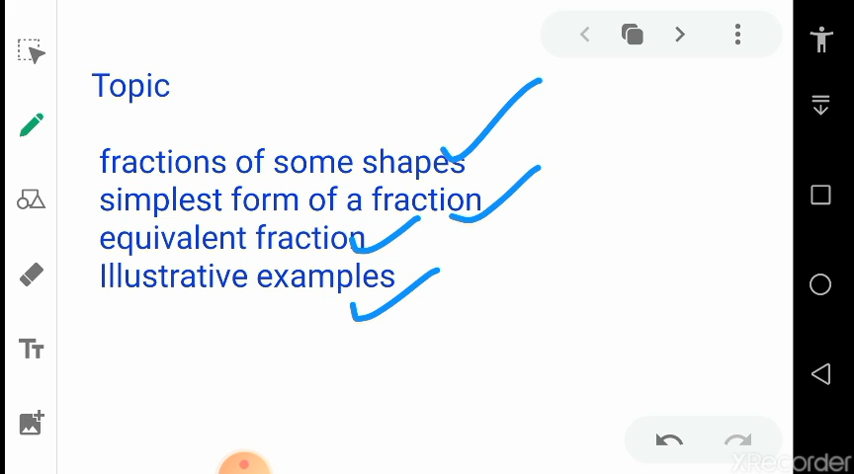 Topic
fractions of some shapes
simplest form of a fraction
equivalent fraction
Illustrative examples
XRecorder